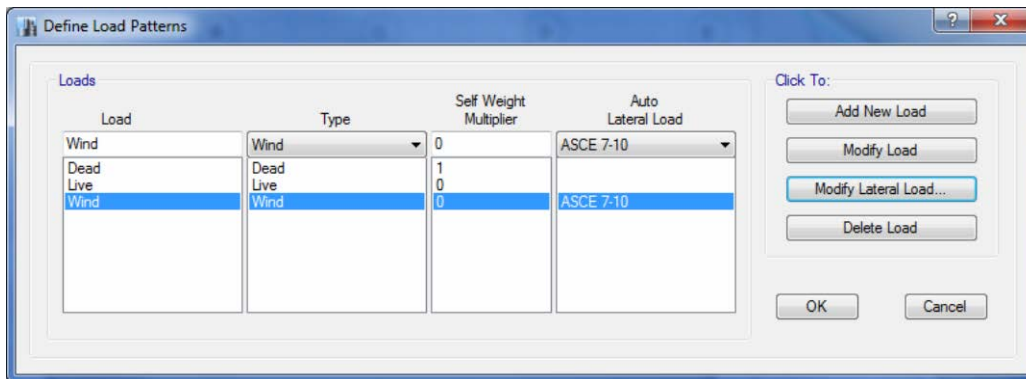 Define Load Patterns
?
X
Loads
Click To:
Load Type Self Weight Multiplier Auto Lateral Load
Wind Wind 0 ASCE 7-10
Dead Dead 1
Live Live 0
Wind Wind 0 ASCE 7-10
Add New Load
Modify Load
Modify Lateral Load...
Delete Load
OK Cancel